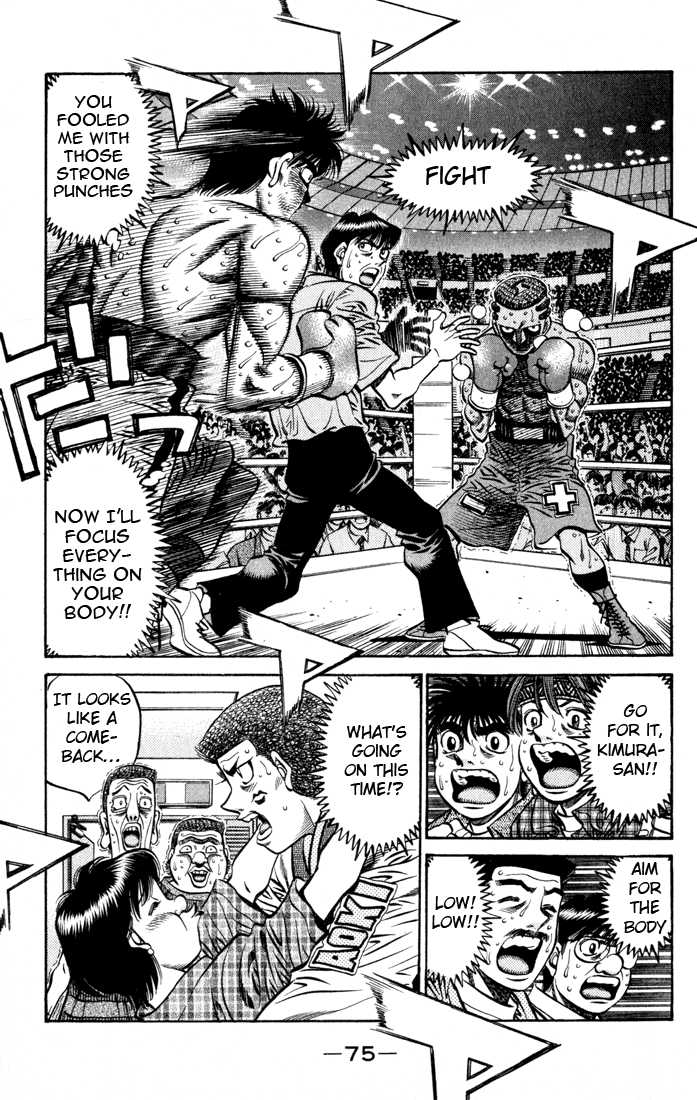 YOU
FOOLED
ME WITH
THOSE
STRONG
PUNCHES
FIGHT
NOW I'LL
FOCUS
EVERY-
THING ON
YOUR
BODY!!
GO
FOR IT,
KIMURA-
SAN!!
AIM
FOR
THE
BODY
LOW!
LOW!!
WHAT'S
GOING
ON THIS
TIME!?
IT LOOKS
LIKE A
COME-
BACK...
AOKI
—75—